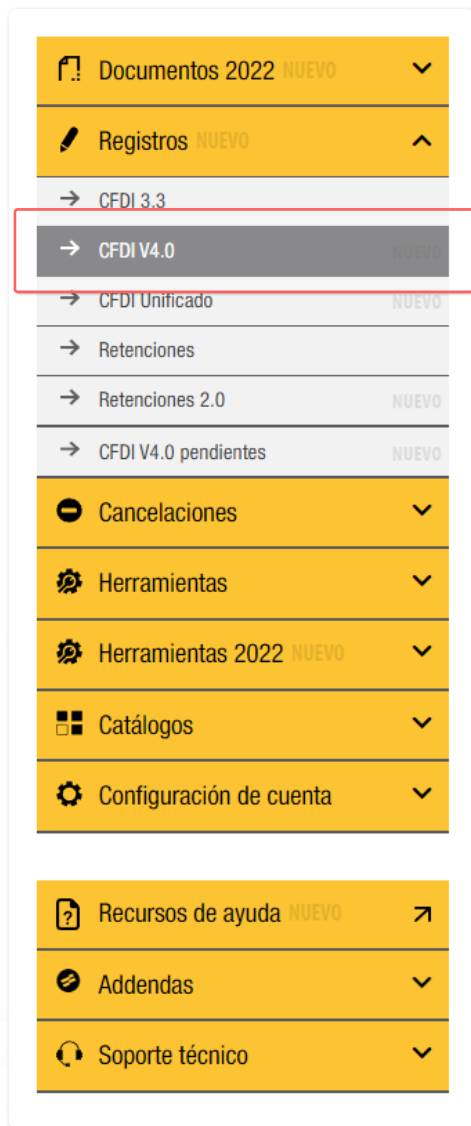 Documentos 2022 NUEVO
Registros NUEVO
CFDI 3.3
CFDI V4.0 NUEVO
CFDI Unificado NUEVO
Retenciones
Retenciones 2.0 NUEVO
CFDI V4.0 pendientes NUEVO
Cancelaciones
Herramientas
Herramientas 2022 NUEVO
Catálogos
Configuración de cuenta
Recursos de ayuda NUEVO
Addendas
Soporte técnico